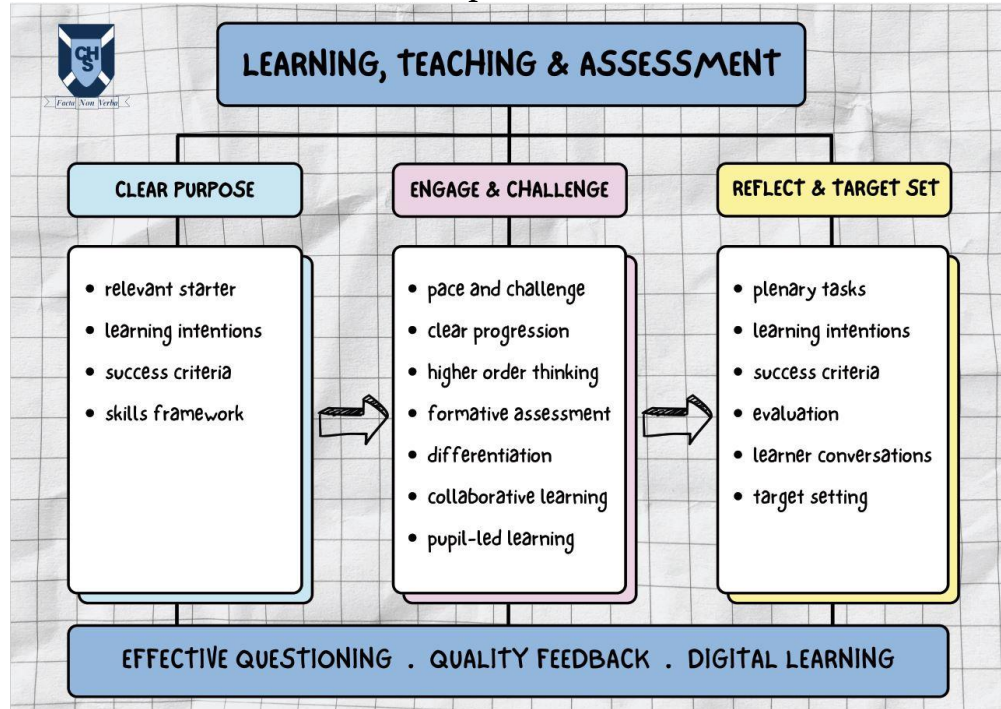 CHS
Facta Non Verba
LEARNING, TEACHING & ASSESSMENT
CLEAR PURPOSE
• relevant starter
• learning intentions
• success criteria
• skills framework
ENGAGE & CHALLENGE
• pace and challenge
• clear progression
• higher order thinking
• formative assessment
• differentiation
• collaborative learning
• pupil-led learning
REFLECT & TARGET SET
• plenary tasks
• learning intentions
• success criteria
• evaluation
• learner conversations
• target setting
EFFECTIVE QUESTIONING . QUALITY FEEDBACK . DIGITAL LEARNING